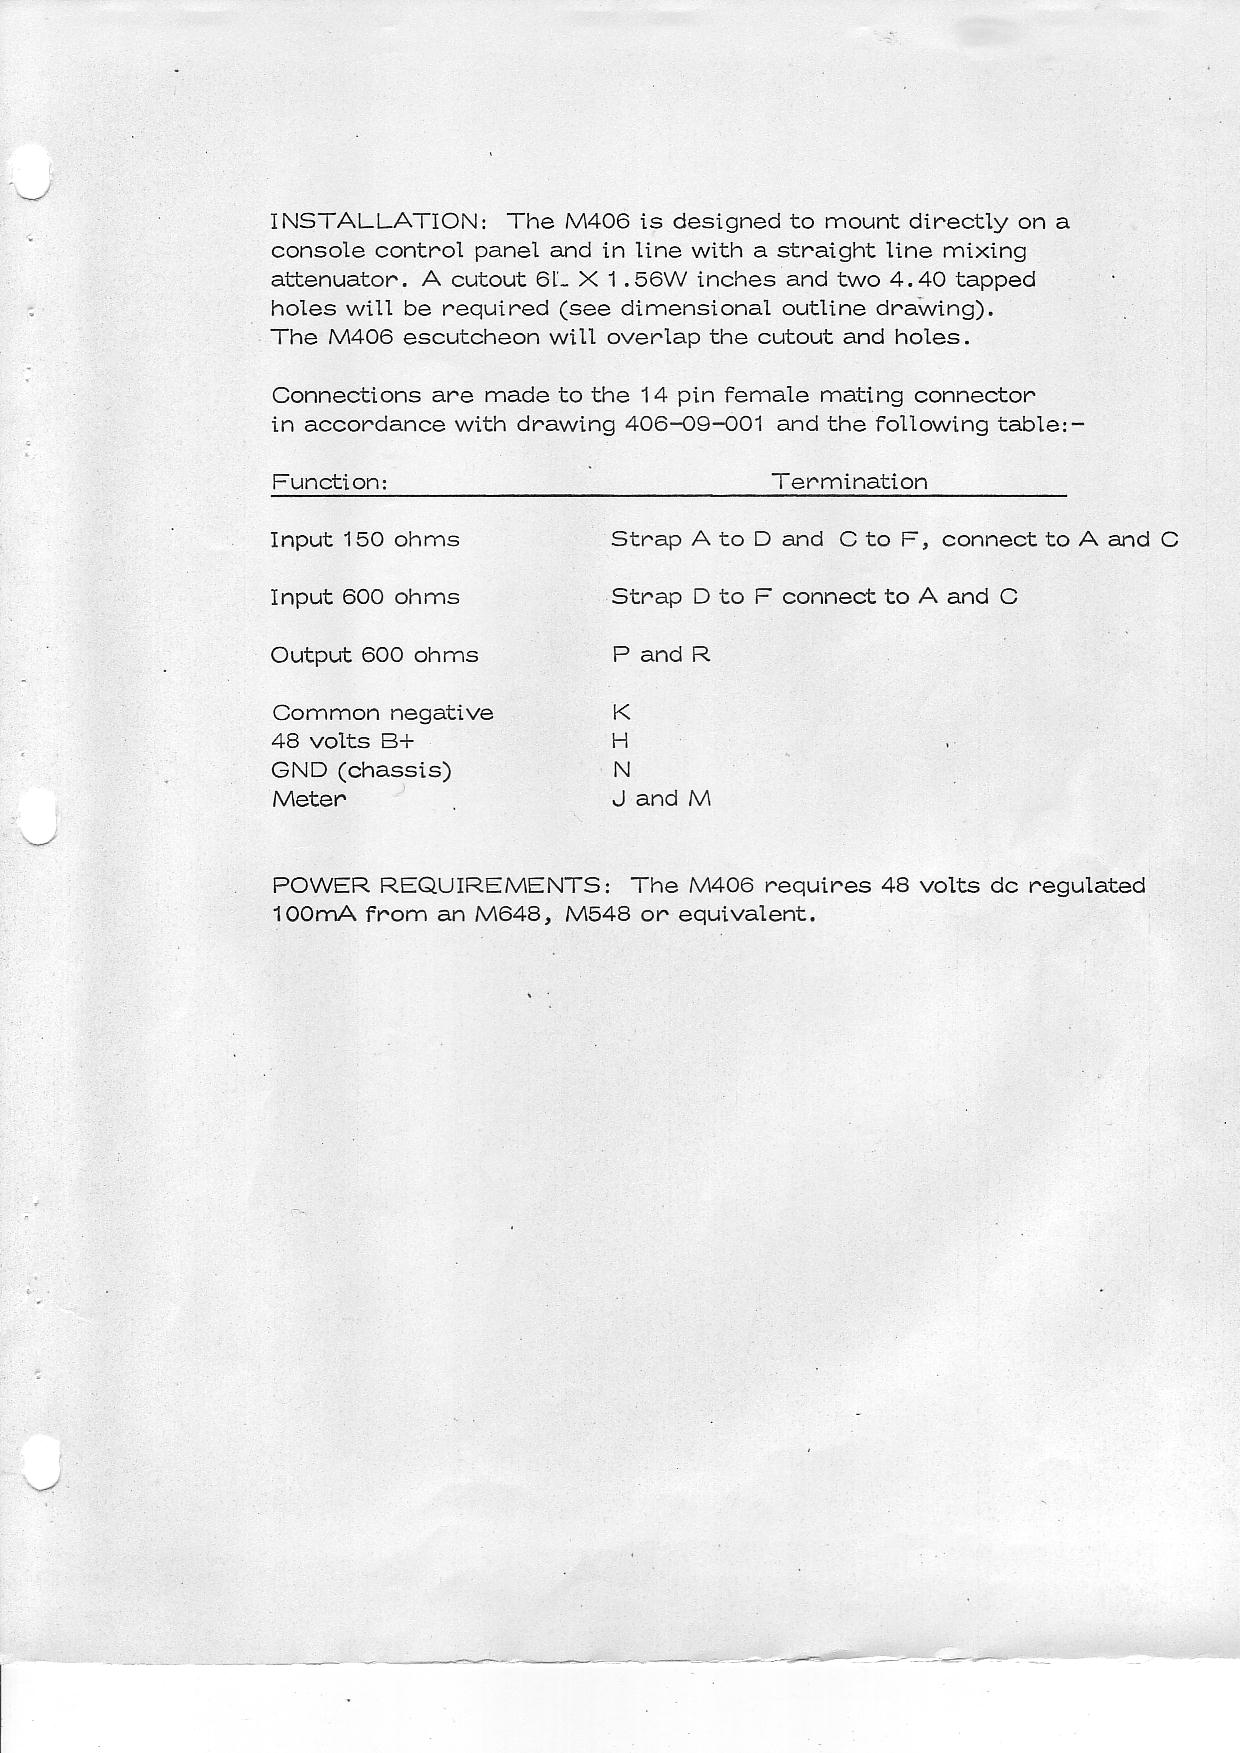 INSTALLATION: The M406 is designed to mount directly on a
console control panel and in line with a straight line mixing
attenuator. A cutout 6L X 1.56W inches and two 4.40 tapped
holes will be required (see dimensional outline drawing).
The M406 escutcheon will overlap the cutout and holes.
Connections are made to the 14 pin female mating connector
in accordance with drawing 406-09-001 and the following table:-
Function: Termination
Input 150 ohms Strap A to D and C to F, connect to A and C
Input 600 ohms Strap D to F connect to A and C
Output 600 ohms P and R
Common negative K
48 volts B+ H
GND (chassis) N
Meter J and M
POWER REQUIREMENTS: The M406 requires 48 volts dc regulated
100mA from an M648, M548 or equivalent.